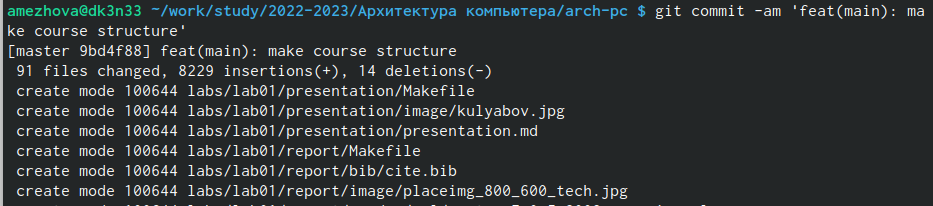 amezhova@dk3n33 ~/work/study/2022-2023/Архитектура компьютера/arch-pc $ git commit -am 'feat(main): ma
ke course structure'
[master 9bd4f88] feat(main): make course structure
 91 files changed, 8229 insertions(+), 14 deletions(-)
 create mode 100644 labs/lab01/presentation/Makefile
 create mode 100644 labs/lab01/presentation/image/kulyabov.jpg
 create mode 100644 labs/lab01/presentation/presentation.md
 create mode 100644 labs/lab01/report/Makefile
 create mode 100644 labs/lab01/report/bib/cite.bib
 create mode 100644 labs/lab01/report/image/placeimg_800_600_tech.jpg